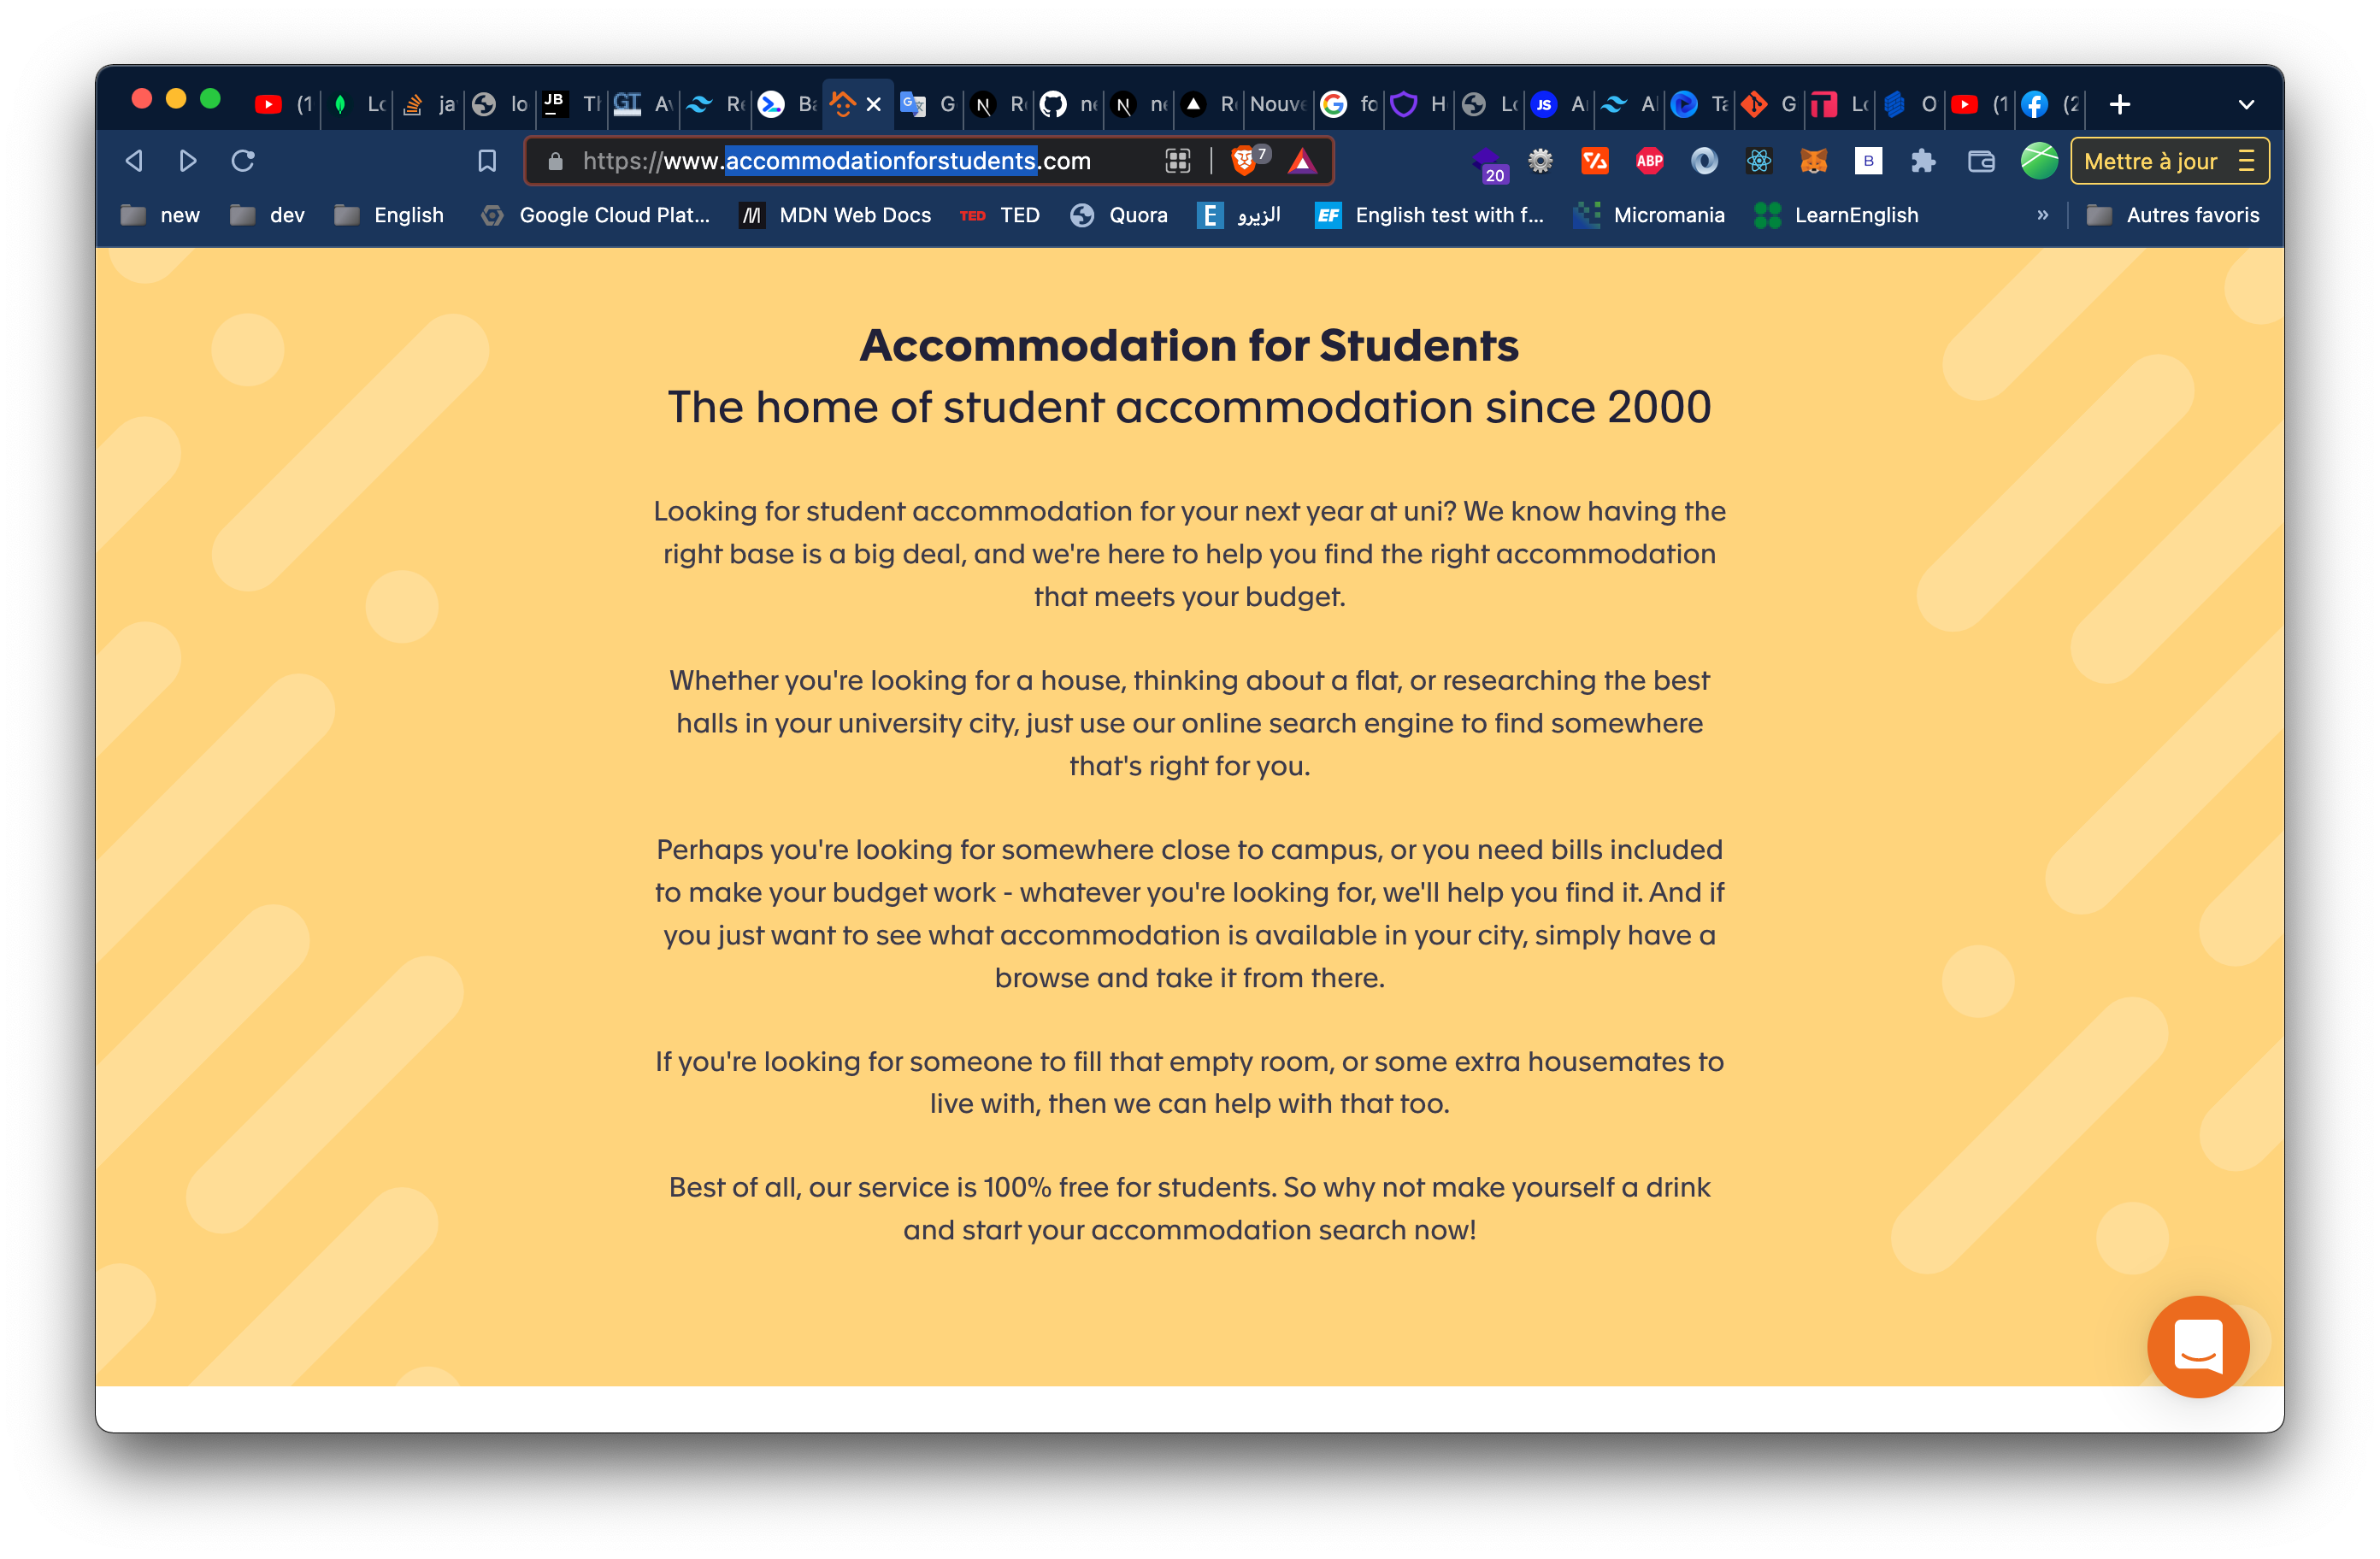 (1
Lc
ja
lo
JB
Tl
GT
A
R
Ba
G
R
ne
ne
R
Nouve
fo
H
Lc
JS
A
A
Ta
G
Lc
O
(1
(2
https://www.accommodationforstudents.com
7
20
ABP
B
Mettre à jour
new
dev
English
Google Cloud Plat...
MDN Web Docs
TED
TED
Quora
E
الزيرو
EF
English test with f...
Micromania
LearnEnglish
»
Autres favoris
Accommodation for Students
The home of student accommodation since 2000
Looking for student accommodation for your next year at uni? We know having the
right base is a big deal, and we're here to help you find the right accommodation
that meets your budget.
Whether you're looking for a house, thinking about a flat, or researching the best
halls in your university city, just use our online search engine to find somewhere
that's right for you.
Perhaps you're looking for somewhere close to campus, or you need bills included
to make your budget work - whatever you're looking for, we'll help you find it. And if
you just want to see what accommodation is available in your city, simply have a
browse and take it from there.
If you're looking for someone to fill that empty room, or some extra housemates to
live with, then we can help with that too.
Best of all, our service is 100% free for students. So why not make yourself a drink
and start your accommodation search now!